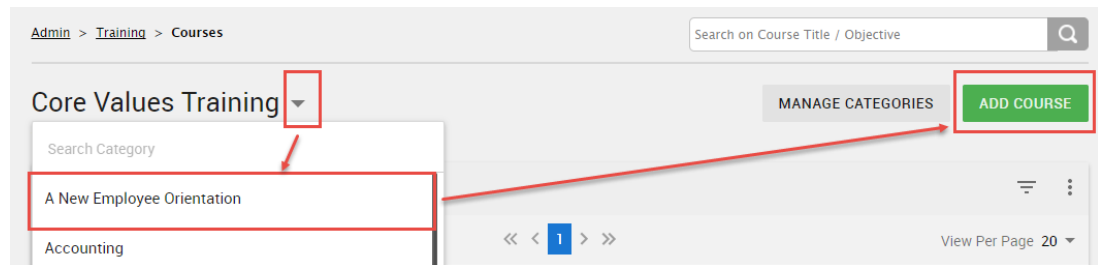 Admin > Training > Courses
Search on Course Title / Objective
Core Values Training
MANAGE CATEGORIES
ADD COURSE
Search Category
A New Employee Orientation
Accounting
« < 1 > »
View Per Page 20